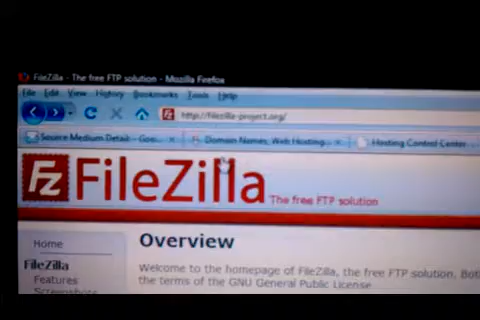 FileZilla - The free FTP solution - Mozilla Firefox
File Edit View History Bookmarks Tools Help
http://filezilla-project.org/
Source Medium Detail - Goo... Domain Names, Web Hosting... Hosting Control Center
Fz FileZilla The free FTP solution
Home
FileZilla
Features
Screenshots
Overview
Welcome to the homepage of FileZilla, the free FTP solution. Both
the terms of the GNU General Public License